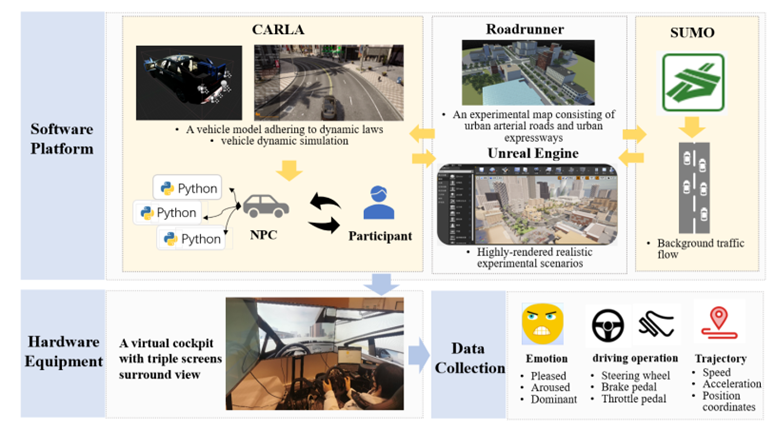 Software
Platform
CARLA
• A vehicle model adhering to dynamic laws
• vehicle dynamic simulation
Python
Python
Python
NPC
Participant
Roadrunner
• An experimental map consisting of
urban arterial roads and urban
expressways
Unreal Engine
• Highly-rendered realistic
experimental scenarios
SUMO
• Background traffic
flow
Hardware
Equipment
A virtual cockpit
with triple screens
surround view
Data
Collection
Emotion
• Pleased
• Aroused
• Dominant
driving operation
• Steering wheel
• Brake pedal
• Throttle pedal
Trajectory
• Speed
• Acceleration
• Position
coordinates